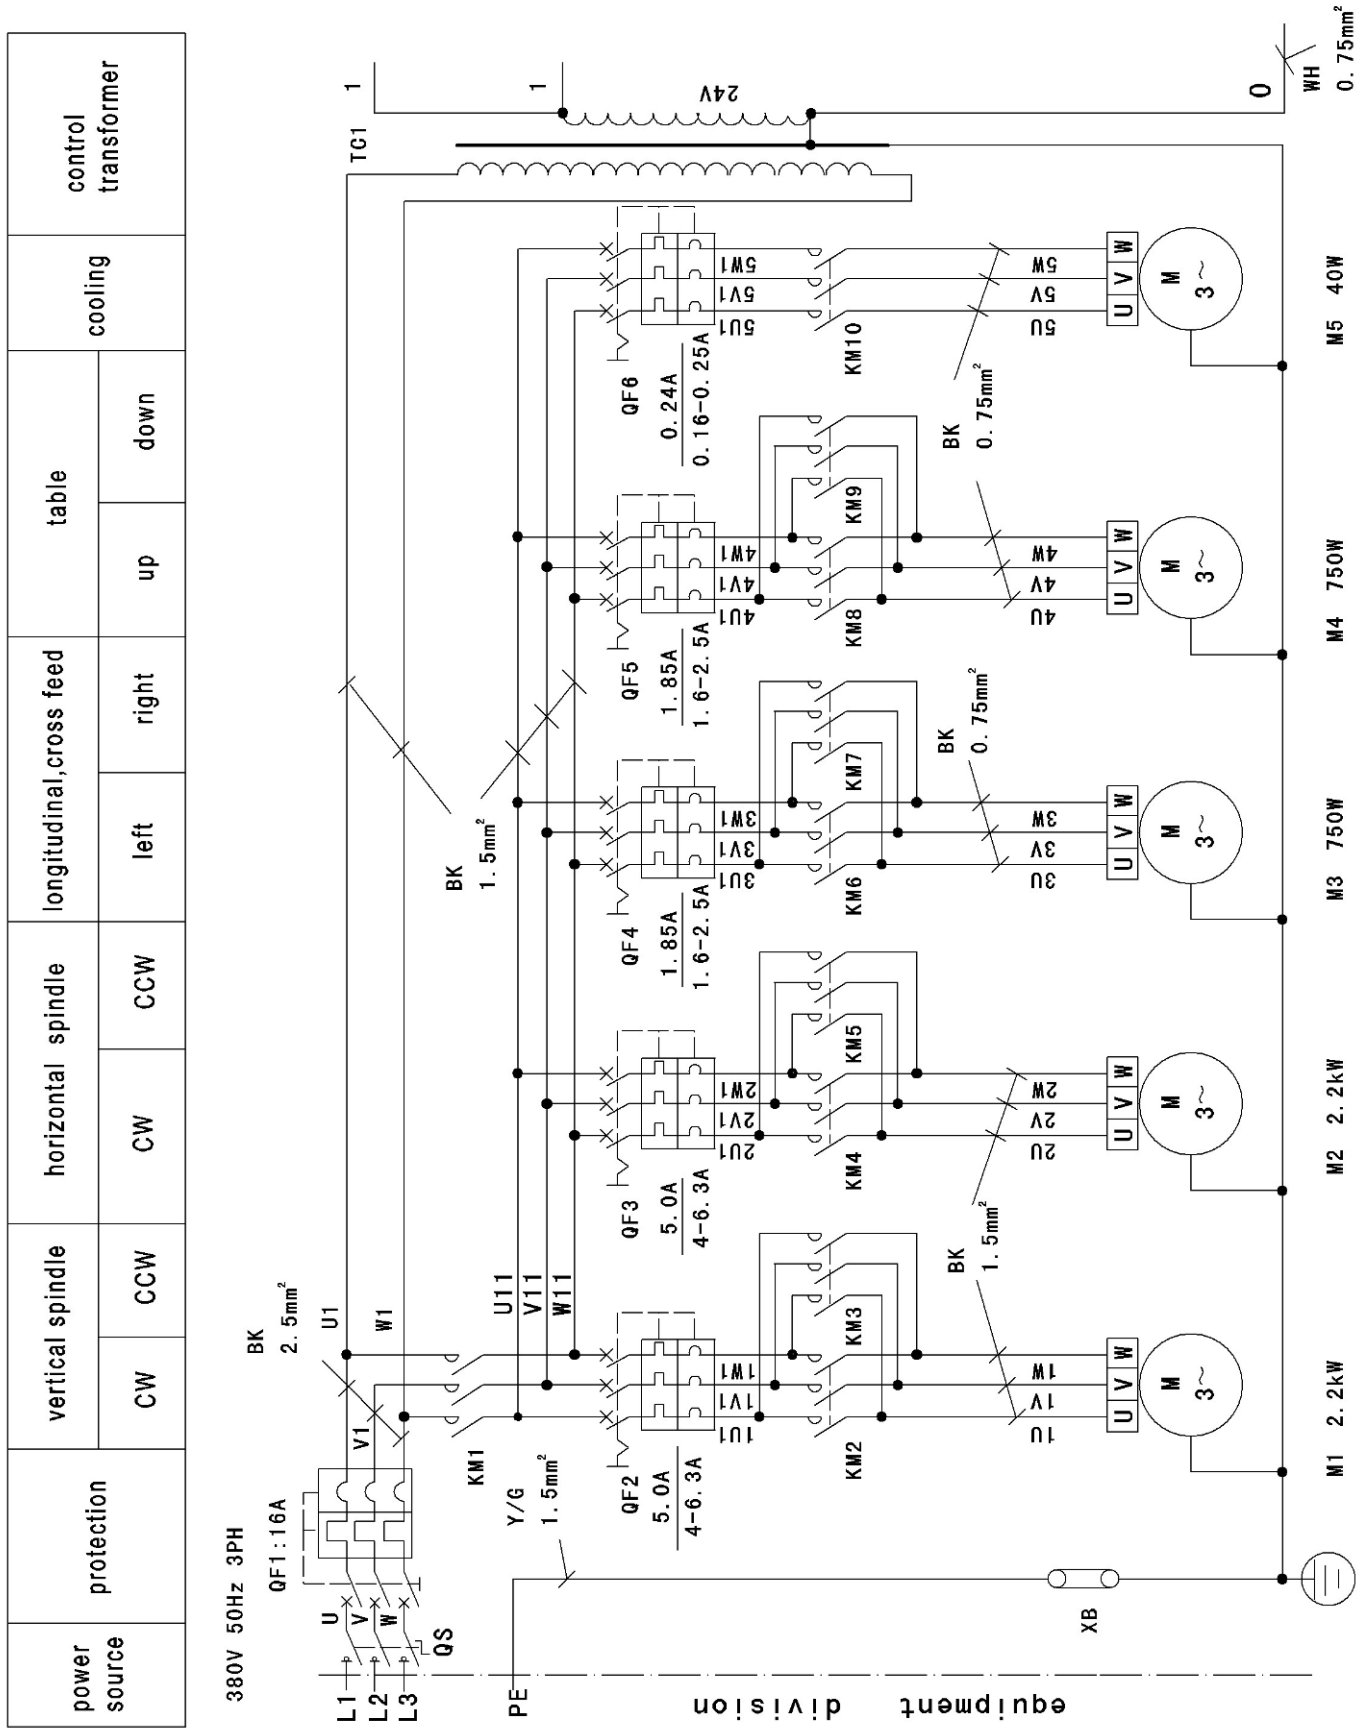 power source
protection
vertical spindle
CW
CCW
horizontal spindle
CW
CCW
longitudinal,cross feed
left
right
table
up
down
cooling
control transformer
380V 50Hz 3PH
L1
L2
L3
U
V
W
QS
QF1:16A
BK
2.5mm²
U1
V1
W1
KM1
U11
V11
W11
BK
1.5mm²
TC1
1
1
24V
0
WH
0.75mm²
PE
Y/G
1.5mm²
XB
equipment division
QF2
5.0A
4-6.3A
1U1
1V1
1W1
KM2
KM3
BK
1.5mm²
1U
1V
1W
U
V
W
M
3~
M1 2.2kW
QF3
5.0A
4-6.3A
2U1
2V1
2W1
KM4
KM5
2U
2V
2W
U
V
W
M
3~
M2 2.2kW
QF4
1.85A
1.6-2.5A
3U1
3V1
3W1
KM6
KM7
BK
0.75mm²
3U
3V
3W
U
V
W
M
3~
M3 750W
QF5
1.85A
1.6-2.5A
4U1
4V1
4W1
KM8
KM9
BK
0.75mm²
4U
4V
4W
U
V
W
M
3~
M4 750W
QF6
0.24A
0.16-0.25A
5U1
5V1
5W1
KM10
5U
5V
5W
U
V
W
M
3~
M5 40W